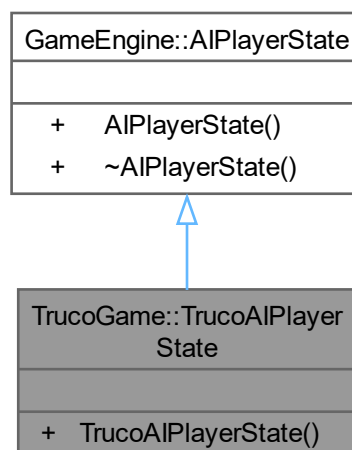 GameEngine::AIPlayerState
+ AIPlayerState()
+ ~AIPlayerState()
TrucoGame::TrucoAIPlayer
State
+ TrucoAIPlayerState()